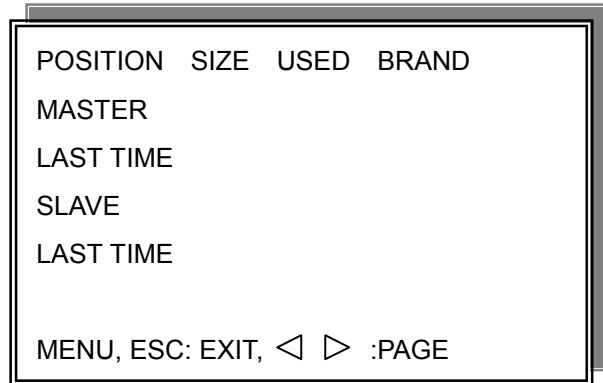 POSITION SIZE USED BRAND
MASTER
LAST TIME
SLAVE
LAST TIME
MENU, ESC: EXIT, ◁ ▷ :PAGE